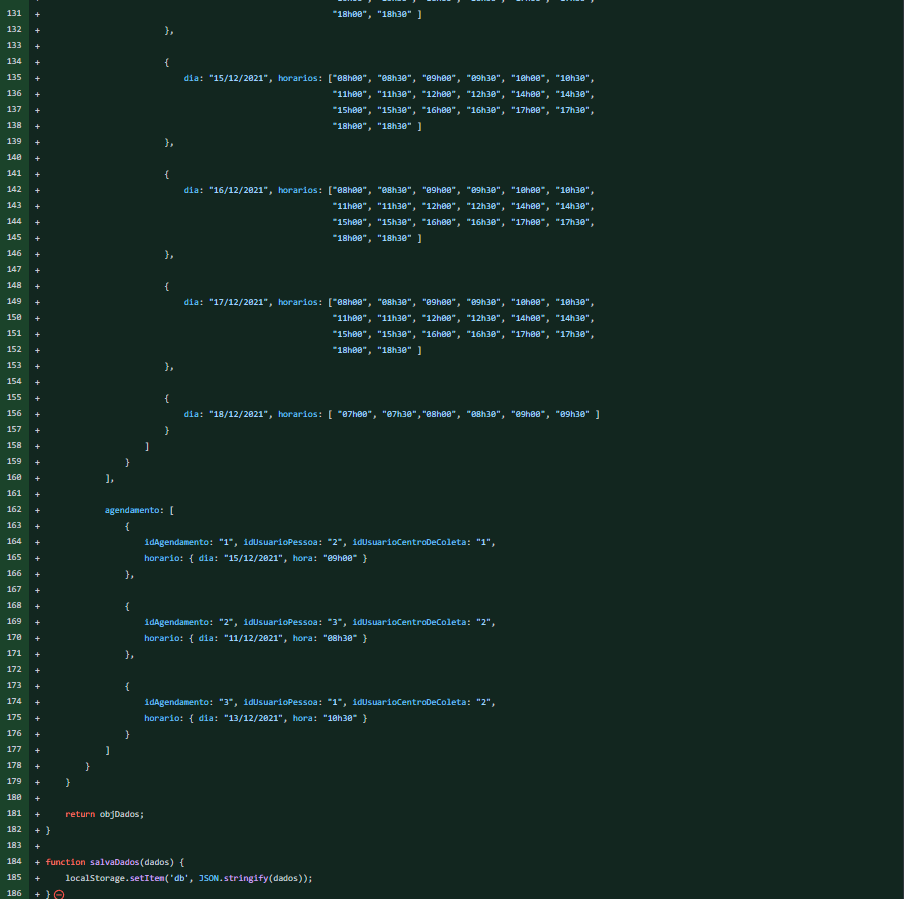 131 + "18h00", "18h30" ]
132 + },
133 +
134 + {
135 + dia: "15/12/2021", horarios: ["08h00", "08h30", "09h00", "09h30", "10h00", "10h30",
136 + "11h00", "11h30", "12h00", "12h30", "14h00", "14h30",
137 + "15h00", "15h30", "16h00", "16h30", "17h00", "17h30",
138 + "18h00", "18h30" ]
139 + },
140 +
141 + {
142 + dia: "16/12/2021", horarios: ["08h00", "08h30", "09h00", "09h30", "10h00", "10h30",
143 + "11h00", "11h30", "12h00", "12h30", "14h00", "14h30",
144 + "15h00", "15h30", "16h00", "16h30", "17h00", "17h30",
145 + "18h00", "18h30" ]
146 + },
147 +
148 + {
149 + dia: "17/12/2021", horarios: ["08h00", "08h30", "09h00", "09h30", "10h00", "10h30",
150 + "11h00", "11h30", "12h00", "12h30", "14h00", "14h30",
151 + "15h00", "15h30", "16h00", "16h30", "17h00", "17h30",
152 + "18h00", "18h30" ]
153 + },
154 +
155 + {
156 + dia: "18/12/2021", horarios: [ "07h00", "07h30","08h00", "08h30", "09h00", "09h30" ]
157 + }
158 + ]
159 + }
160 + ],
161 +
162 + agendamento: [
163 + {
164 + idAgendamento: "1", idUsuarioPessoa: "2", idUsuarioCentroDeColeta: "1",
165 + horario: { dia: "15/12/2021", hora: "09h00" }
166 + },
167 +
168 + {
169 + idAgendamento: "2", idUsuarioPessoa: "3", idUsuarioCentroDeColeta: "2",
170 + horario: { dia: "11/12/2021", hora: "08h30" }
171 + },
172 +
173 + {
174 + idAgendamento: "3", idUsuarioPessoa: "1", idUsuarioCentroDeColeta: "2",
175 + horario: { dia: "13/12/2021", hora: "10h30" }
176 + }
177 + ]
178 + }
179 + }
180 +
181 + return objDados;
182 + }
183 +
184 + function salvaDados(dados) {
185 + localStorage.setItem('db', JSON.stringify(dados));
186 + }